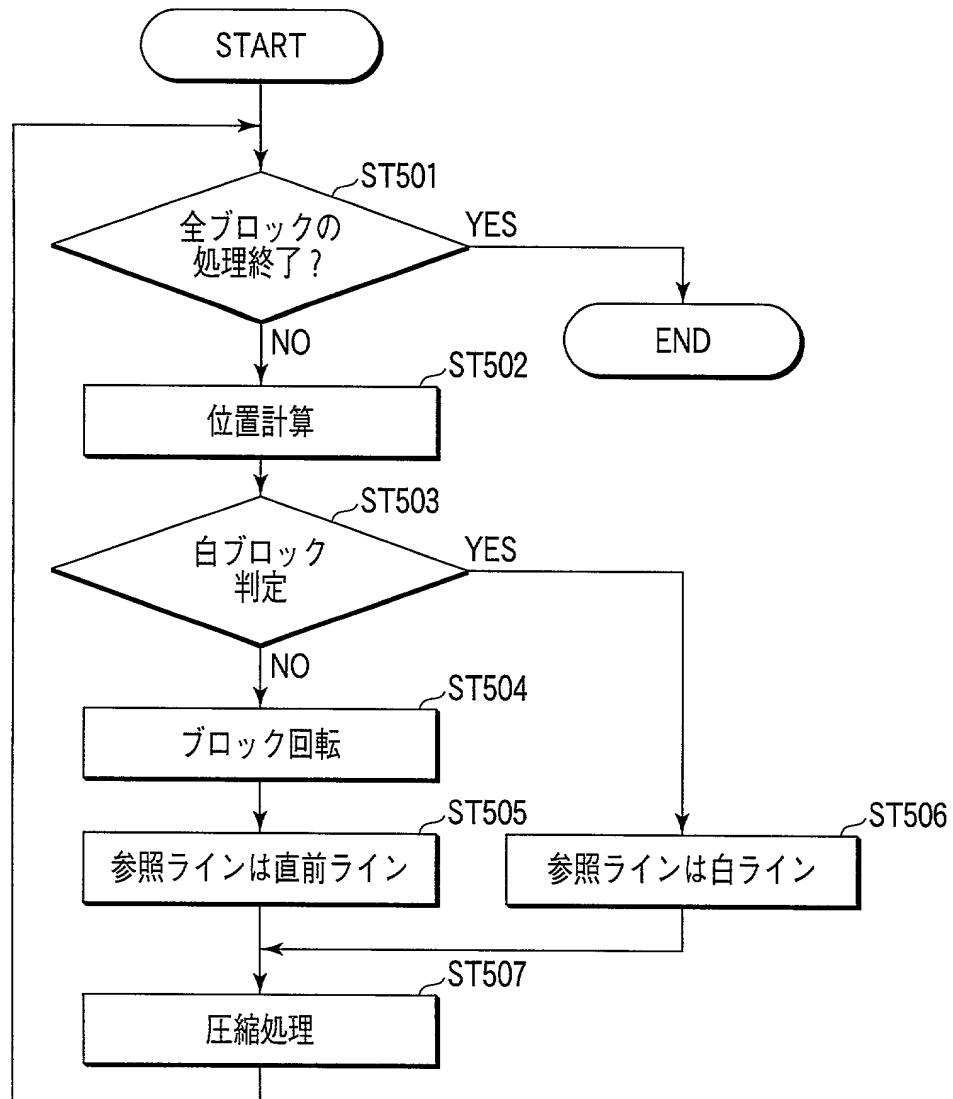 START
ST501
全ブロックの
処理終了?
YES
END
NO
ST502
位置計算
ST503
白ブロック
判定
YES
NO
ST504
ブロック回転
ST505
参照ラインは直前ライン
ST506
参照ラインは白ライン
ST507
圧縮処理